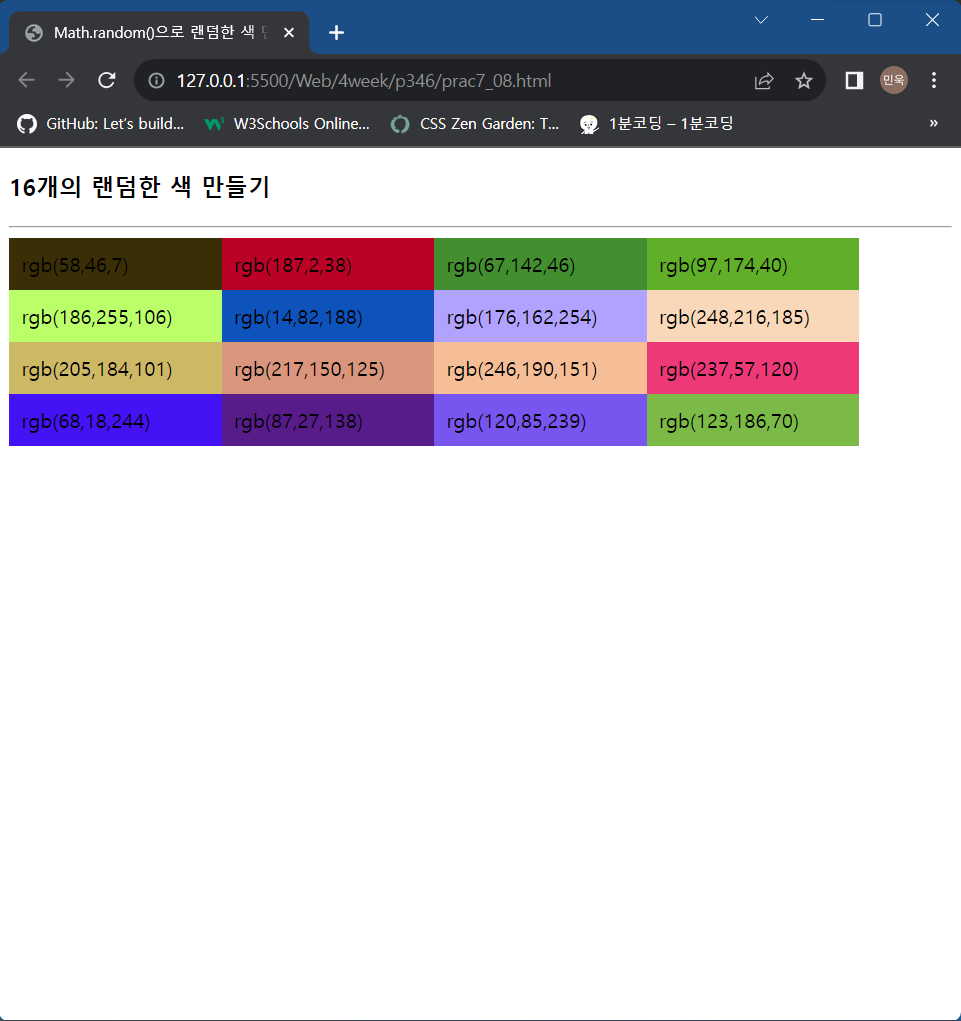 Math.random()으로 랜덤한 색
127.0.0.1:5500/Web/4week/p346/prac7_08.html
민욱
GitHub: Let's build...
W3Schools Online...
CSS Zen Garden: T...
1분코딩 – 1분코딩
»
16개의 랜덤한 색 만들기
rgb(58,46,7) rgb(187,2,38) rgb(67,142,46) rgb(97,174,40)
rgb(186,255,106) rgb(14,82,188) rgb(176,162,254) rgb(248,216,185)
rgb(205,184,101) rgb(217,150,125) rgb(246,190,151) rgb(237,57,120)
rgb(68,18,244) rgb(87,27,138) rgb(120,85,239) rgb(123,186,70)